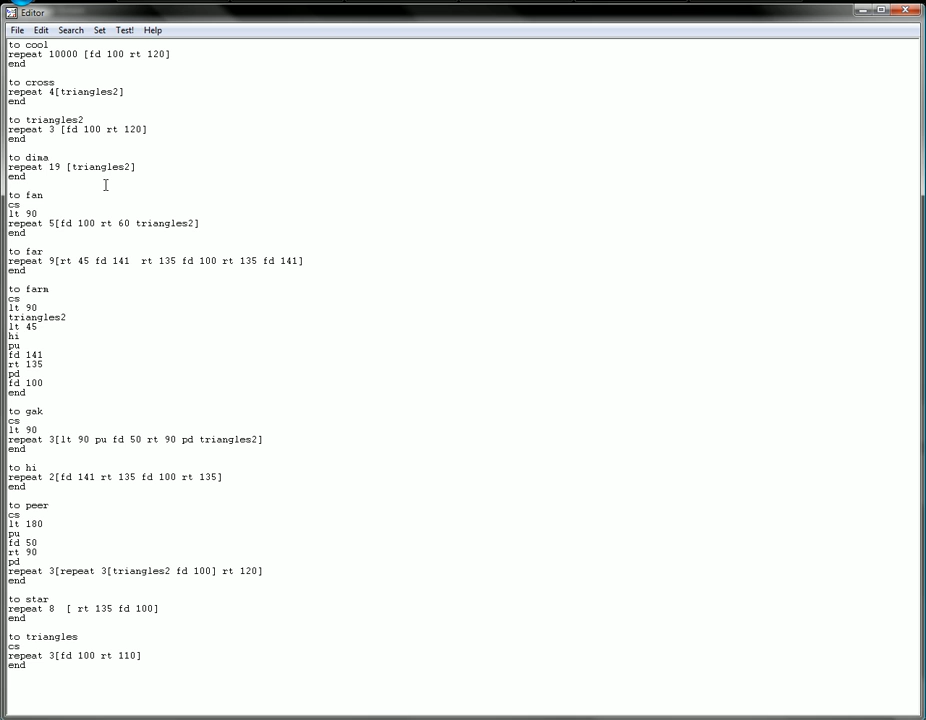 Editor
File Edit Search Set Test! Help
to cool
repeat 10000 [fd 100 rt 120]
end
to cross
repeat 4[triangles2]
end
to triangles2
repeat 3 [fd 100 rt 120]
end
to dima
repeat 19 [triangles2]
end
to fan
cs
lt 90
repeat 5[fd 100 rt 60 triangles2]
end
to far
repeat 9[rt 45 fd 141  rt 135 fd 100 rt 135 fd 141]
end
to farm
cs
lt 90
triangles2
lt 45
hi
pu
fd 141
rt 135
pd
fd 100
end
to gak
cs
lt 90
repeat 3[lt 90 pu fd 50 rt 90 pd triangles2]
end
to hi
repeat 2[fd 141 rt 135 fd 100 rt 135]
end
to peer
cs
lt 180
pu
fd 50
rt 90
pd
repeat 3[repeat 3[triangles2 fd 100] rt 120]
end
to star
repeat 8  [ rt 135 fd 100]
end
to triangles
cs
repeat 3[fd 100 rt 110]
end